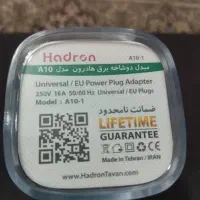 Hadron
A10-1
مبدل دوشاخه برق هادرون مدل A10
Universal / EU Power Plug Adapter
250V 16A 50/60 Hz Universal / EU Plugs
Model : A10-1
ضمانت نامحدود
LIFETIME
GUARANTEE
Made in Tehran / IRAN
www.HadronTavan.com